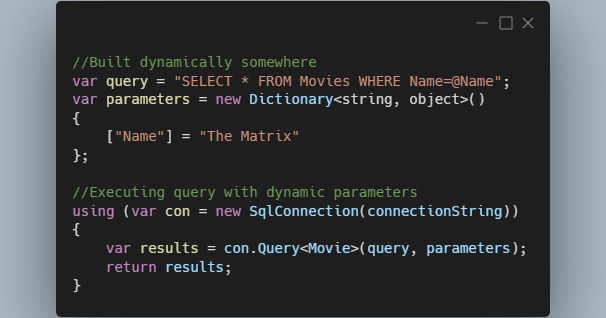 //Built dynamically somewhere
var query = "SELECT * FROM Movies WHERE Name=@Name";
var parameters = new Dictionary<string, object>()
{
    ["Name"] = "The Matrix"
};

//Executing query with dynamic parameters
using (var con = new SqlConnection(connectionString))
{
    var results = con.Query<Movie>(query, parameters);
    return results;
}